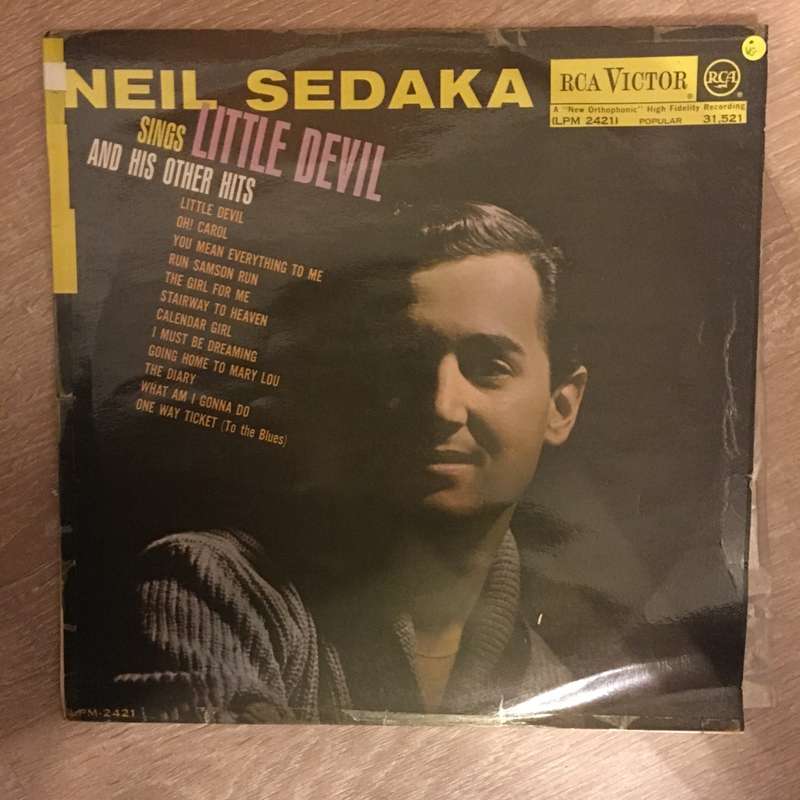 NEIL SEDAKA
SINGS LITTLE DEVIL
AND HIS OTHER HITS
RCA VICTOR
RCA
A "New Orthophonic" High Fidelity Recording
(LPM 2421) POPULAR 31,521
LITTLE DEVIL
OH! CAROL
YOU MEAN EVERYTHING TO ME
RUN SAMSON RUN
THE GIRL FOR ME
STAIRWAY TO HEAVEN
CALENDAR GIRL
I MUST BE DREAMING
GOING HOME TO MARY LOU
THE DIARY
WHAT AM I GONNA DO
ONE WAY TICKET (To the Blues)
LPM-2421